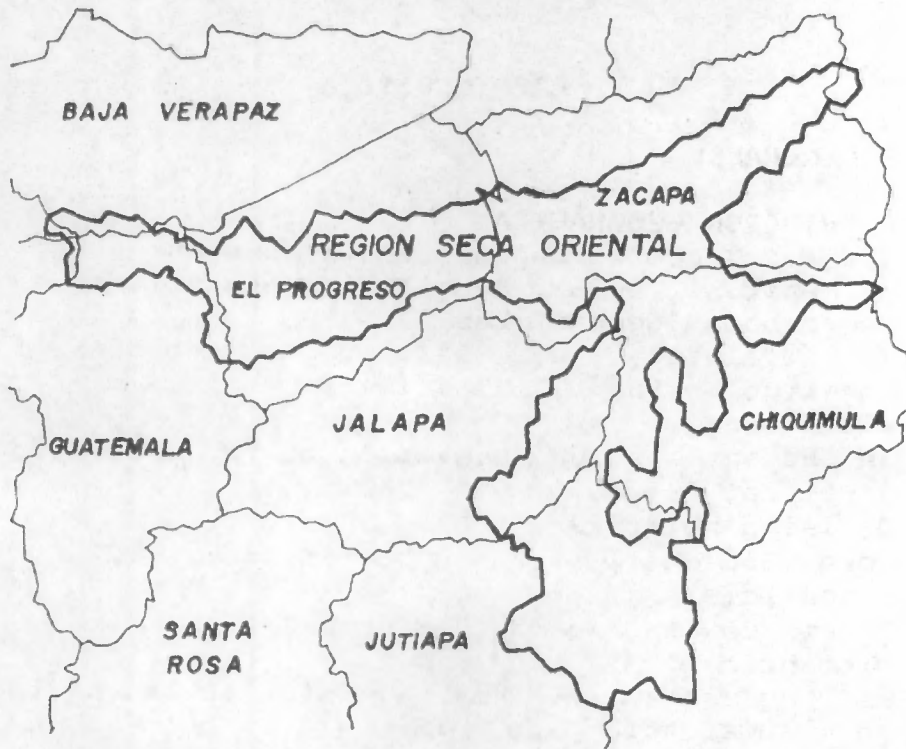 BAJA VERAPAZ
ZACAPA
REGION SECA ORIENTAL
EL PROGRESO
JALAPA
CHIQUIMULA
GUATEMALA
SANTA
ROSA
JUTIAPA